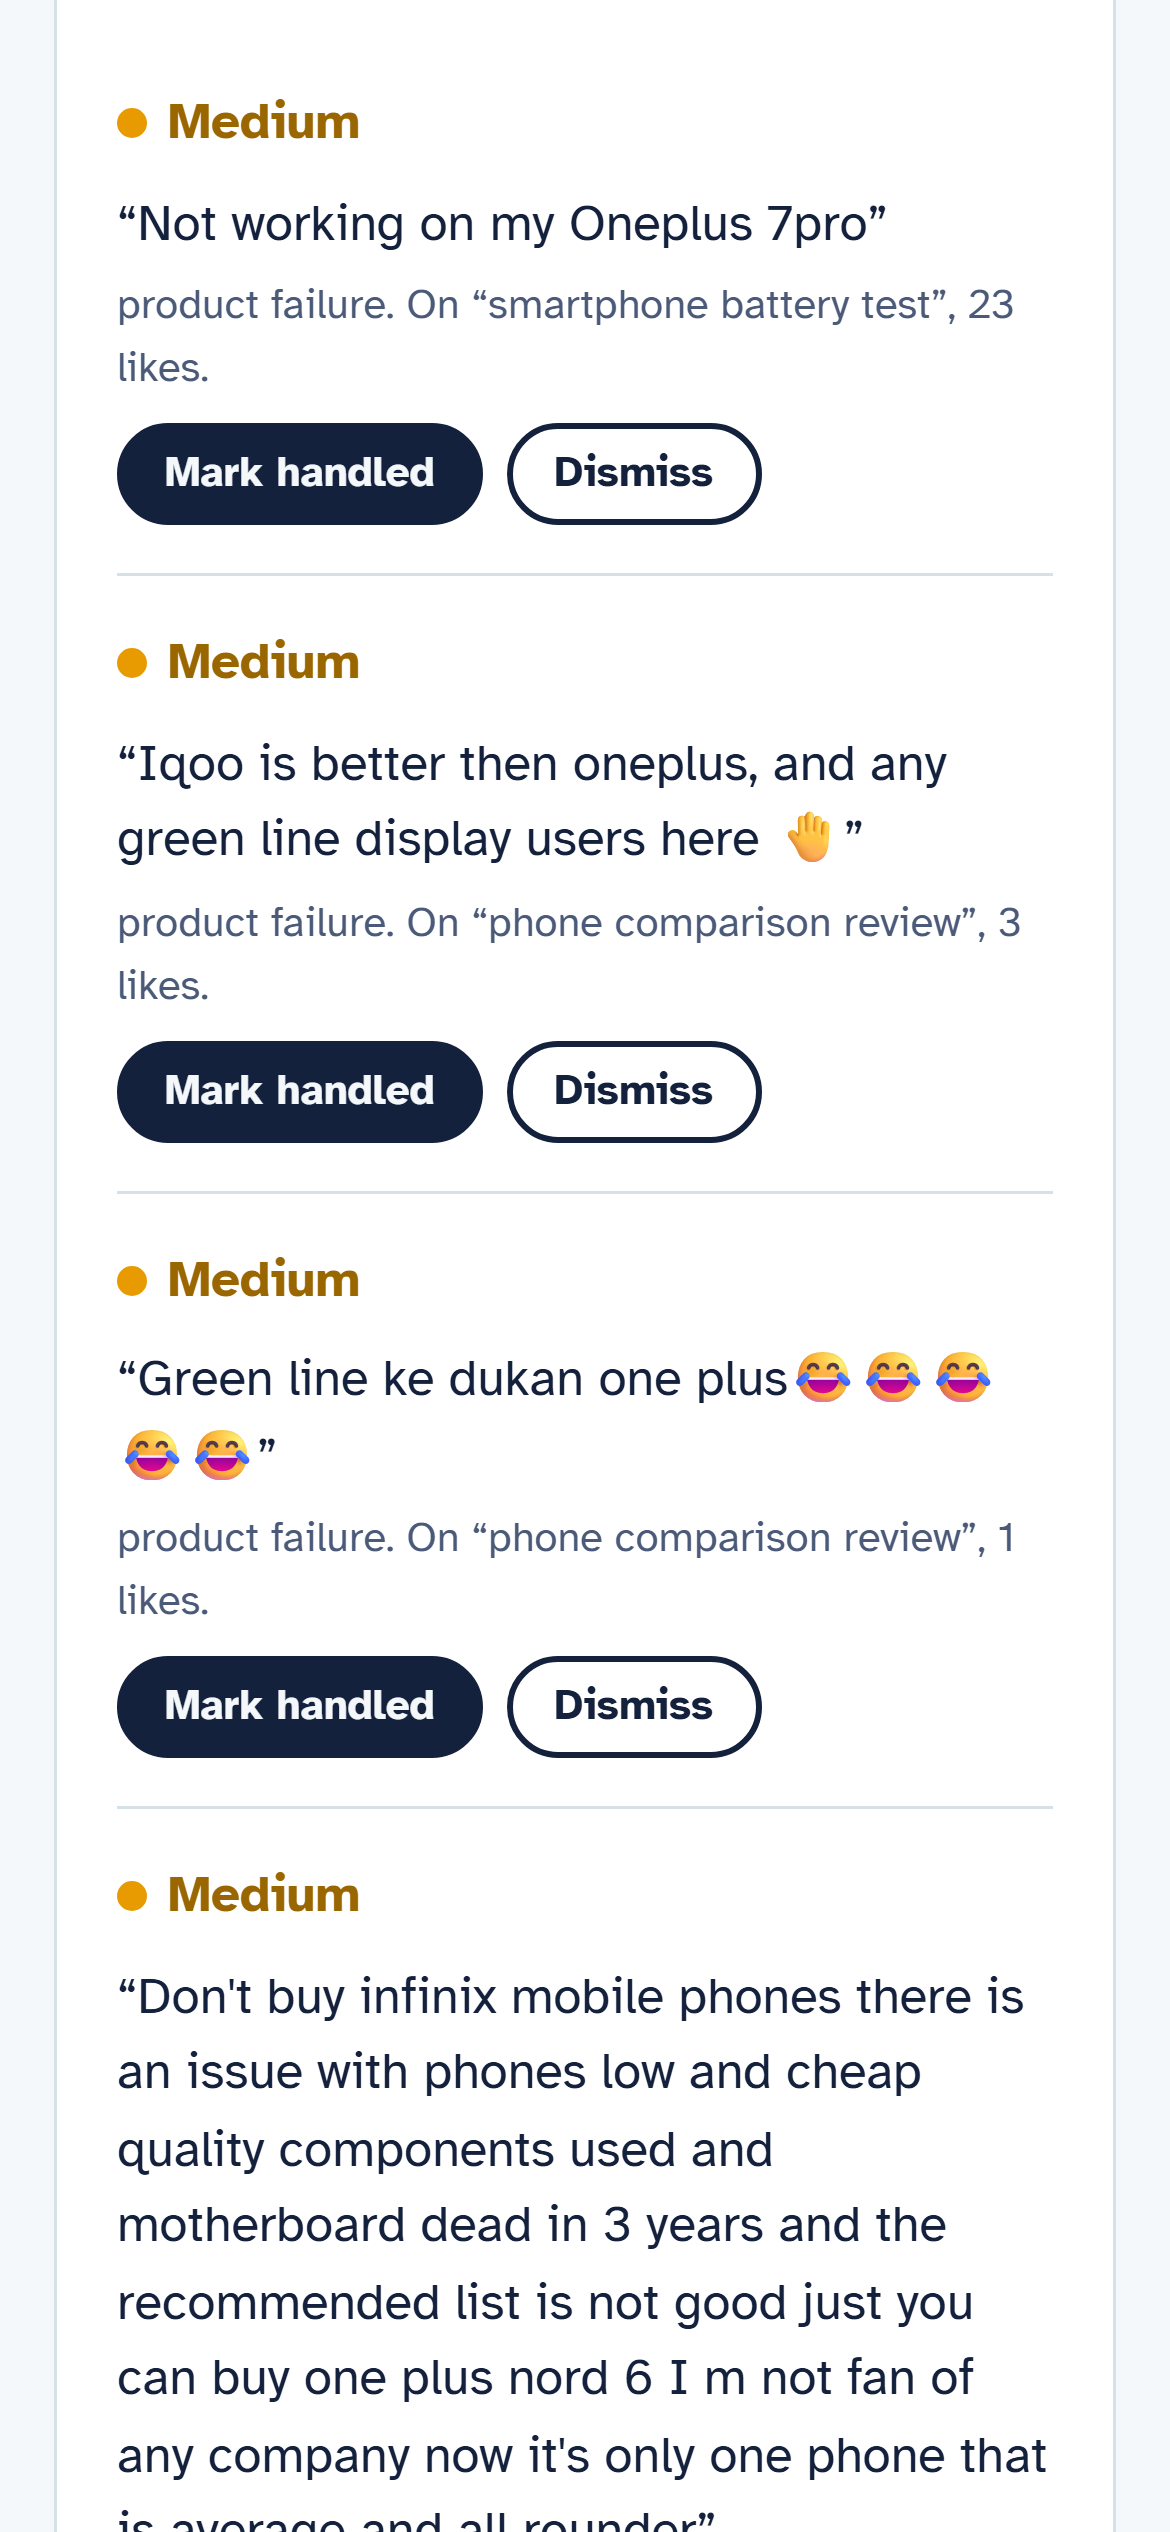 Medium
“Not working on my Oneplus 7pro”
product failure. On “smartphone battery test”, 23
likes.
Mark handled
Dismiss
Medium
“Iqoo is better then oneplus, and any
green line display users here 🤚”
product failure. On “phone comparison review”, 3
likes.
Mark handled
Dismiss
Medium
“Green line ke dukan one plus😂😂😂
😂😂”
product failure. On “phone comparison review”, 1
likes.
Mark handled
Dismiss
Medium
“Don't buy infinix mobile phones there is
an issue with phones low and cheap
quality components used and
motherboard dead in 3 years and the
recommended list is not good just you
can buy one plus nord 6 I m not fan of
any company now it's only one phone that
is average and all rounder”